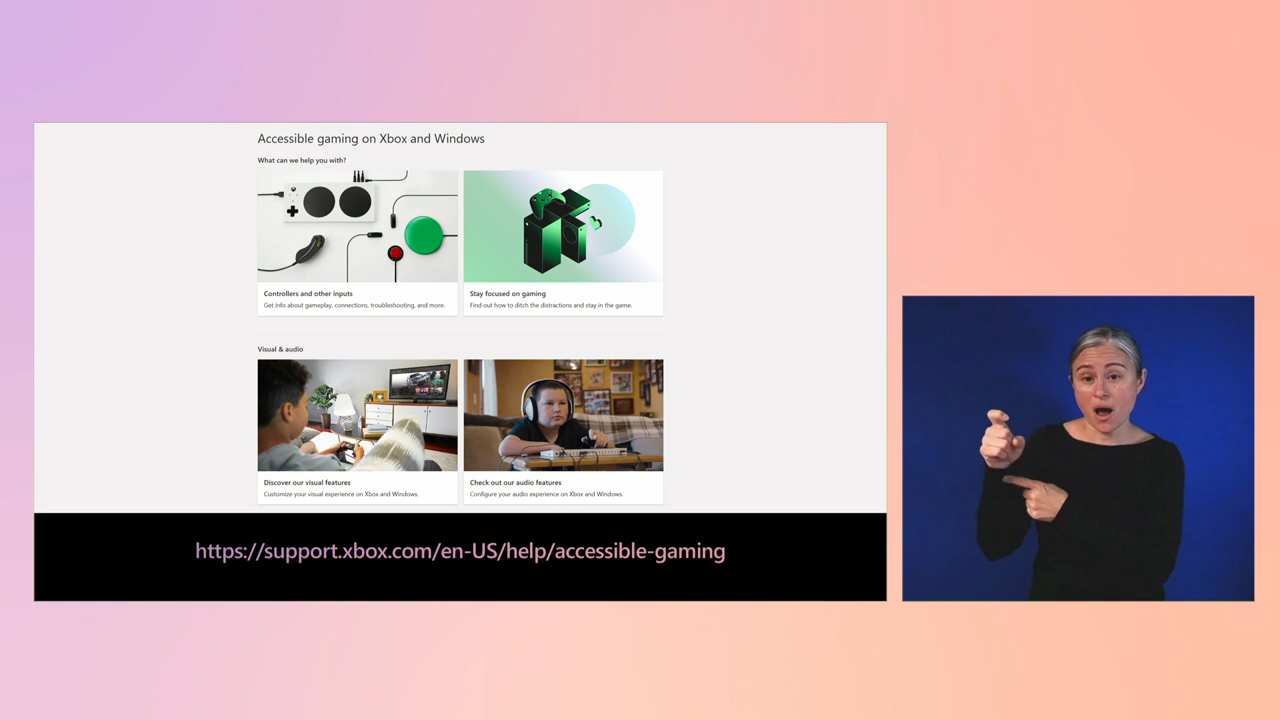 Accessible gaming on Xbox and Windows
What can we help you with?
Controllers and other inputs
Get info about gameplay, connections, troubleshooting, and more.
Stay focused on gaming
Find out how to ditch the distractions and stay in the game.
Visual & audio
Discover our visual features
Customize your visual experience on Xbox and Windows.
Check out our audio features
Configure your audio experience on Xbox and Windows.
https://support.xbox.com/en-US/help/accessible-gaming